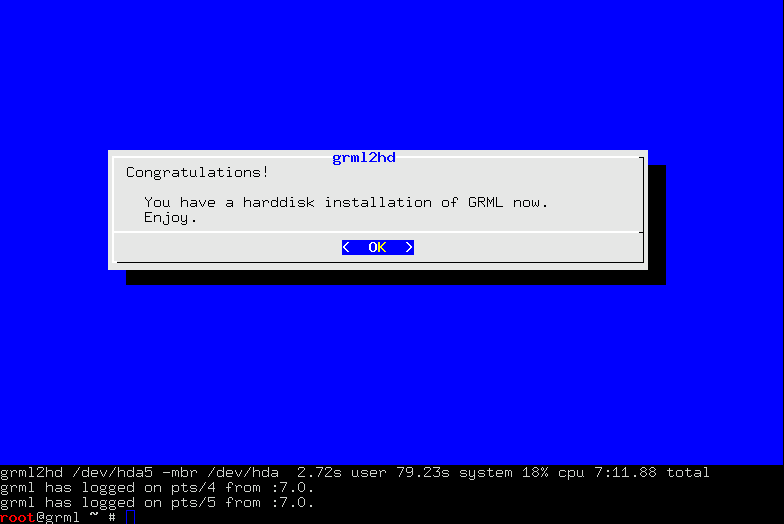 grml2hd
Congratulations!
You have a harddisk installation of GRML now.
Enjoy.
< OK >
grml2hd /dev/hda5 -mbr /dev/hda  2.72s user 79.23s system 18% cpu 7:11.88 total
grml has logged on pts/4 from :7.0.
grml has logged on pts/5 from :7.0.
root@grml ~ #